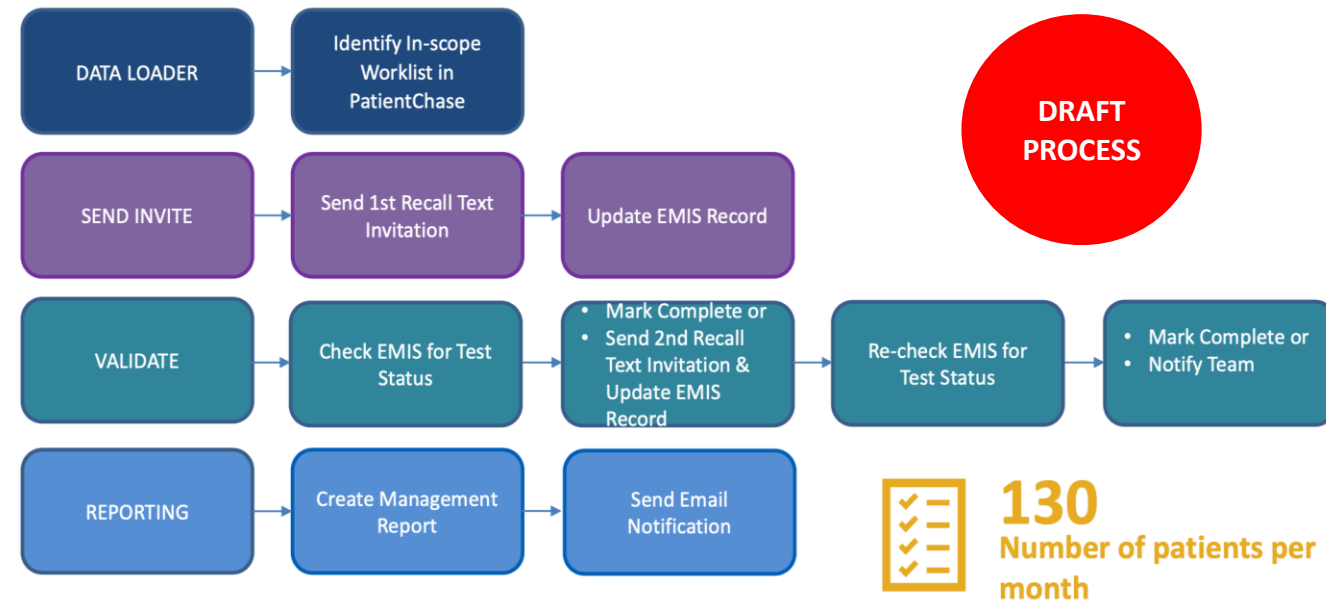 DATA LOADER
Identify In-scope
Worklist in
PatientChase
DRAFT
PROCESS
SEND INVITE
Send 1st Recall Text
Invitation
Update EMIS Record
VALIDATE
Check EMIS for Test
Status
• Mark Complete or
• Send 2nd Recall
Text Invitation &
Update EMIS
Record
Re-check EMIS for
Test Status
• Mark Complete or
• Notify Team
REPORTING
Create Management
Report
Send Email
Notification
130
Number of patients per
month